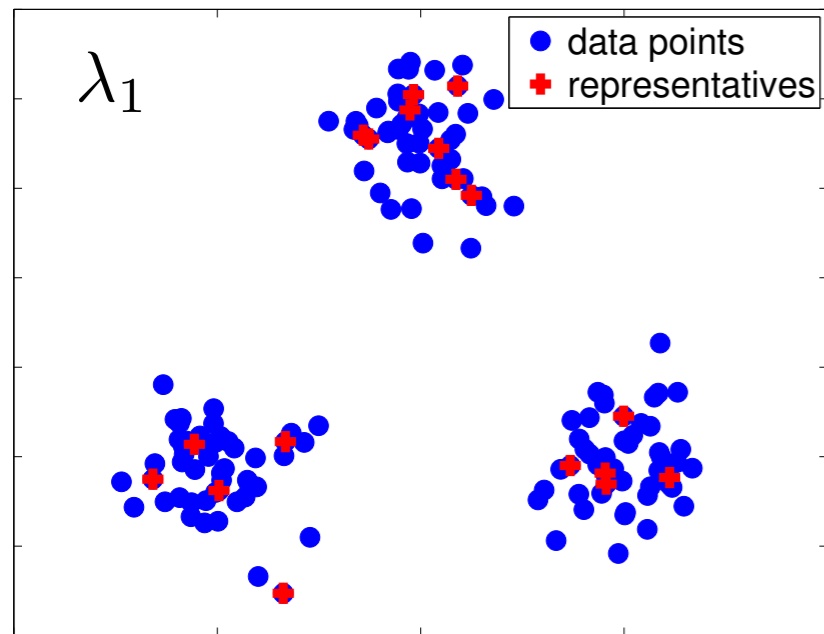 λ1
data points
representatives